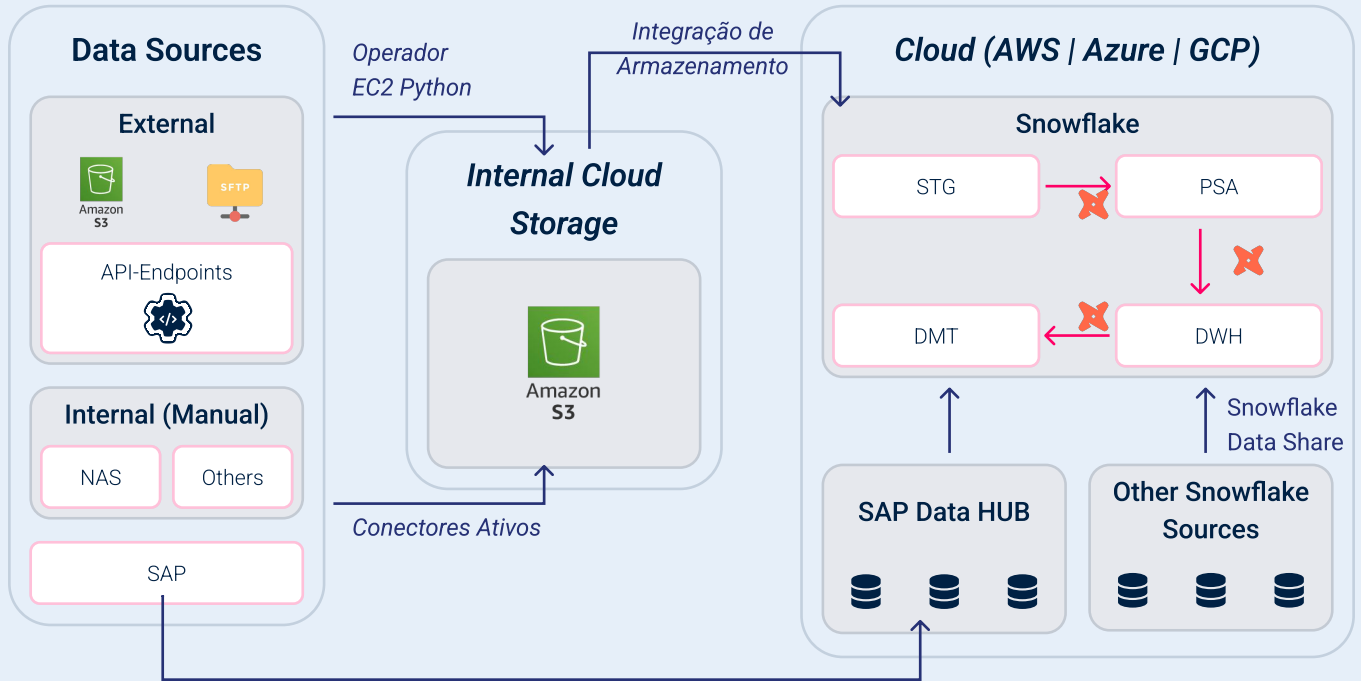 Data Sources
External
Amazon
S3
SFTP
API-Endpoints
</>
Internal (Manual)
NAS
Others
SAP
Operador
EC2 Python
Conectores Ativos
Internal Cloud
Storage
Amazon
S3
Integração de
Armazenamento
Cloud (AWS | Azure | GCP)
Snowflake
STG
PSA
DMT
DWH
Snowflake
Data Share
SAP Data HUB
Other Snowflake
Sources